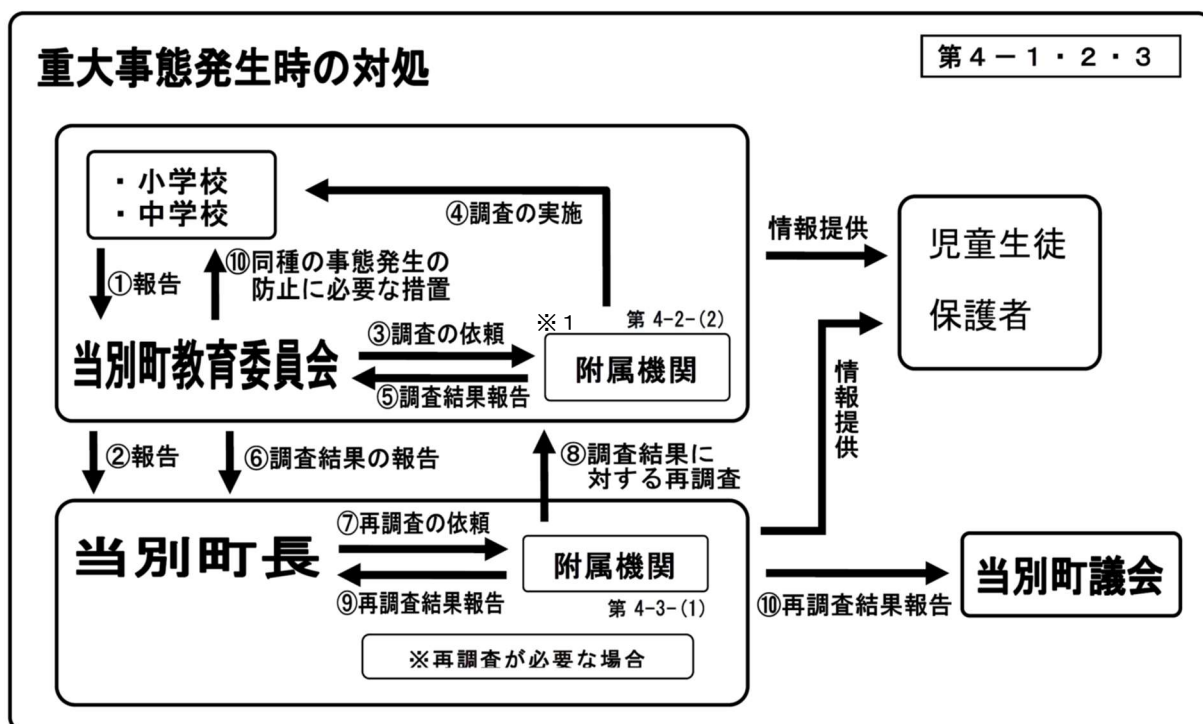 重大事態発生時の対処
第４－１・２・３
・小学校
・中学校
④調査の実施
①報告
⑩同種の事態発生の
防止に必要な措置
※１
第 4-2-(2)
当別町教育委員会
③調査の依頼
附属機関
⑤調査結果報告
情報提供
児童生徒
保護者
情報提供
②報告
⑥調査結果の報告
⑧調査結果に
対する再調査
当別町長
⑦再調査の依頼
附属機関
⑨再調査結果報告
第 4-3-(1)
※再調査が必要な場合
⑩再調査結果報告
当別町議会